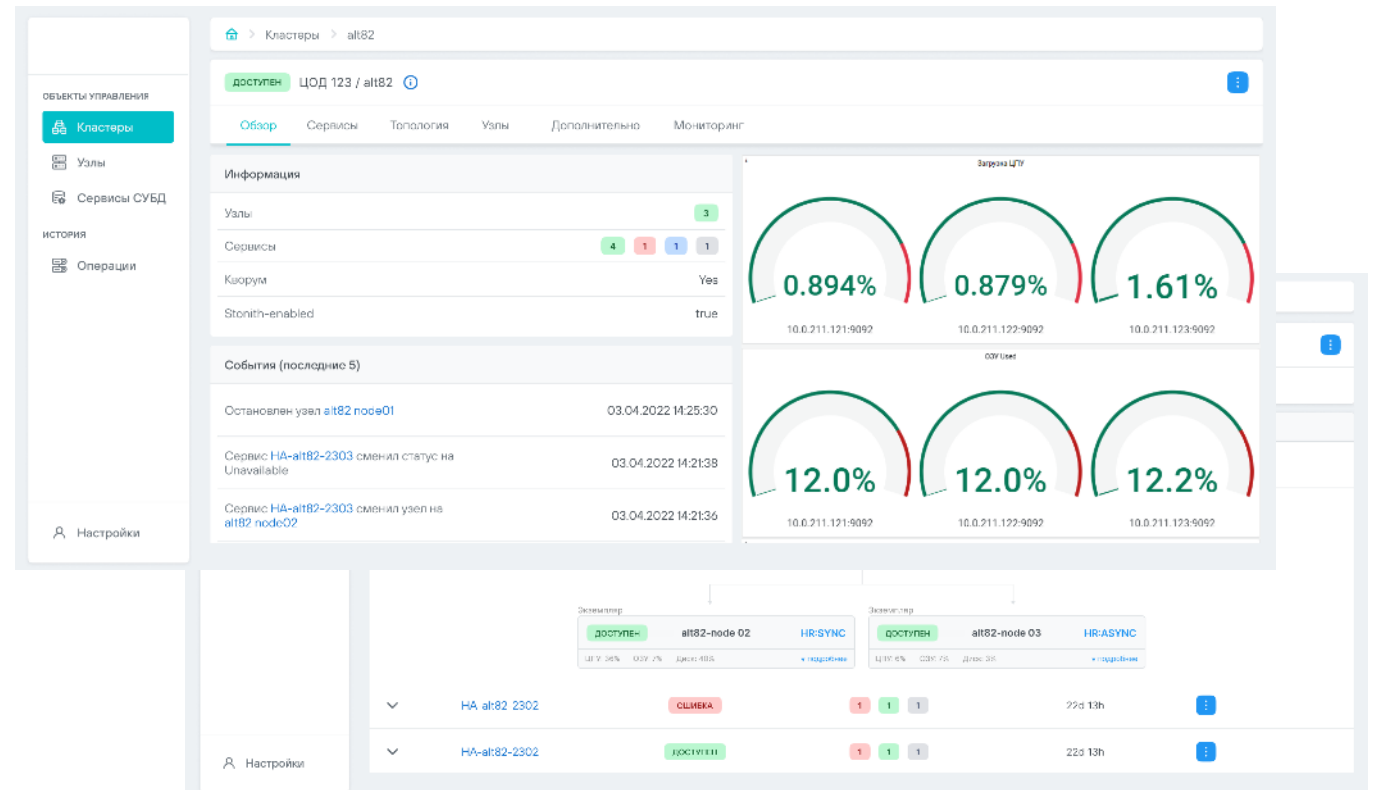 Кластеры
alt82
ДОСТУПЕН ЦОД 123 / alt82
ОБЪЕКТЫ УПРАВЛЕНИЯ
Кластеры
Узлы
Сервисы СУБД
ИСТОРИЯ
Операции
Настройки
Обзор Сервисы Топология Узлы Дополнительно Мониторинг
Информация
Узлы 3
Сервисы 4 1 1 1
Кворум Yes
Stonith-enabled true
События (последние 5)
Остановлен узел alt82 node01 03.04.2022 14:25:30
Сервис HA-alt82-2303 сменил статус на
Unavailable
03.04.2022 14:21:38
Сервис HA-alt82-2303 сменил узел на
alt82 node02
03.04.2022 14:21:36
Загрузка ЦПУ
0.894% 0.879% 1.61%
10.0.211.121:9092 10.0.211.122:9092 10.0.211.123:9092
ОЗУ Used
12.0% 12.0% 12.2%
10.0.211.121:9092 10.0.211.122:9092 10.0.211.123:9092
Экземпляр Экземпляр
ДОСТУПЕН alt82-node 02 HR:SYNC ДОСТУПЕН alt82-node 03 HR:ASYNC
ОЗУ: 7% подробнее ЦПУ: 6% ОЗУ: 7% подробнее
HA-alt82-2302 ОШИБКА 1 1 1 22d 13h
HA-alt82-2302 ДОСТУПЕН 1 1 1 22d 13h
Настройки